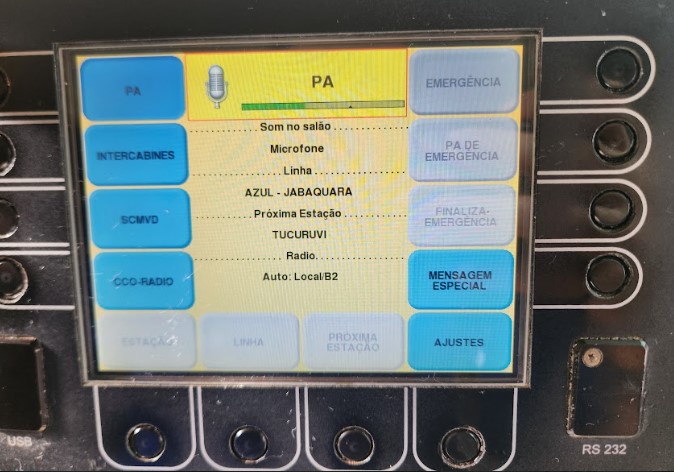 PA
PA
EMERGÊNCIA
Som no salão
INTERCABINES
Microfone
PA DE
EMERGÊNCIA
Linha
AZUL - JABAQUARA
SCMVD
Próxima Estação
FINALIZA-
EMERGÊNCIA
TUCURUVI
Radio
CCO-RADIO
Auto: Local/B2
MENSAGEM
ESPECIAL
ESTAÇÃO
LINHA
PRÓXIMA
ESTAÇÃO
AJUSTES
USB
RS 232